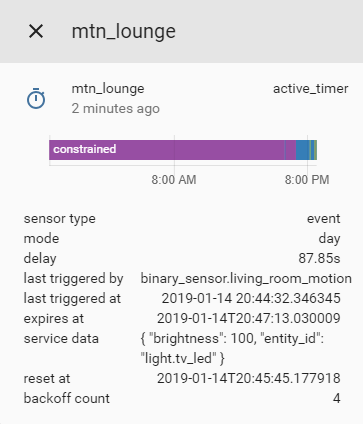 mtn_lounge
mtn_lounge active_timer
2 minutes ago
constrained
8:00 AM 8:00 PM
sensor type event
mode day
delay 87.85s
last triggered by binary_sensor.living_room_motion
last triggered at 2019-01-14 20:44:32.346345
expires at 2019-01-14T20:47:13.030009
service data { "brightness": 100, "entity_id":
"light.tv_led" }
reset at 2019-01-14T20:45:45.177918
backoff count 4